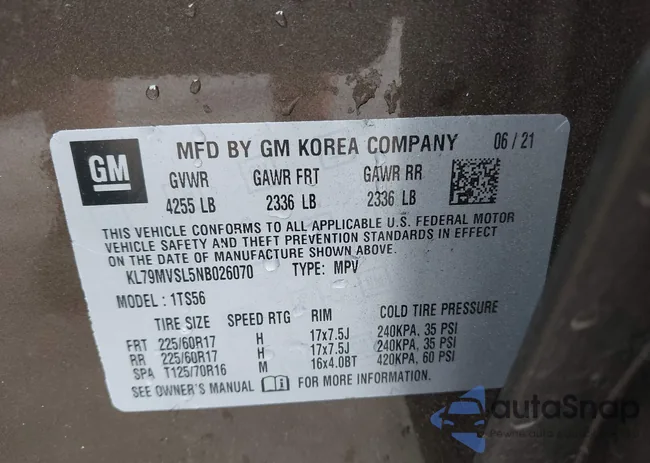 GM
MFD BY GM KOREA COMPANY 06 / 21
GVWR GAWR FRT GAWR RR
4255 LB 2336 LB 2336 LB
THIS VEHICLE CONFORMS TO ALL APPLICABLE U.S. FEDERAL MOTOR
VEHICLE SAFETY AND THEFT PREVENTION STANDARDS IN EFFECT
ON THE DATE OF MANUFACTURE SHOWN ABOVE.
KL79MVSL5NB026070 TYPE: MPV
MODEL : 1TS56
TIRE SIZE SPEED RTG RIM COLD TIRE PRESSURE
FRT 225/60R17 H 17x7.5J 240KPA, 35 PSI
RR 225/60R17 H 17x7.5J 240KPA, 35 PSI
SPA T125/70R16 M 16x4.0BT 420KPA, 60 PSI
SEE OWNER'S MANUAL FOR MORE INFORMATION.
autaSnap